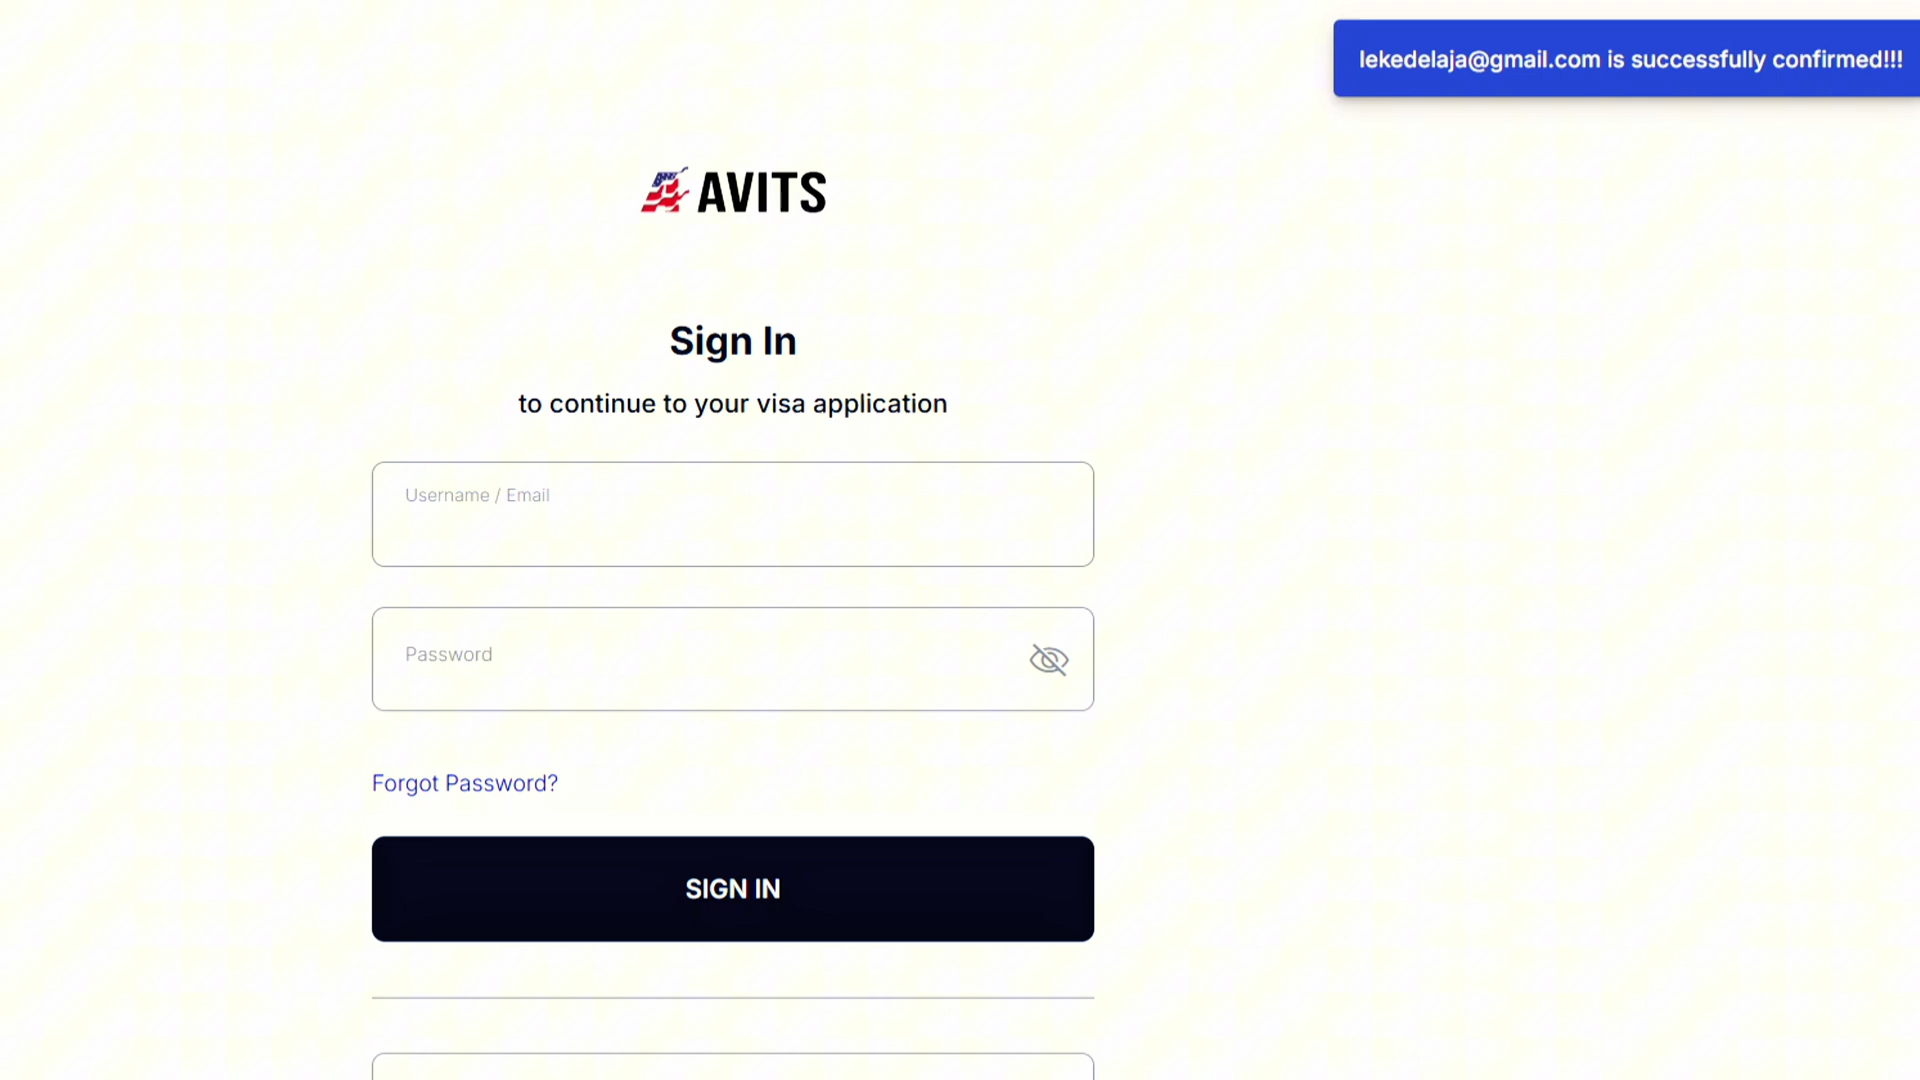 lekedelaja@gmail.com is successfully confirmed!!!
AVITS
Sign In
to continue to your visa application
Username / Email
Password
Forgot Password?
SIGN IN